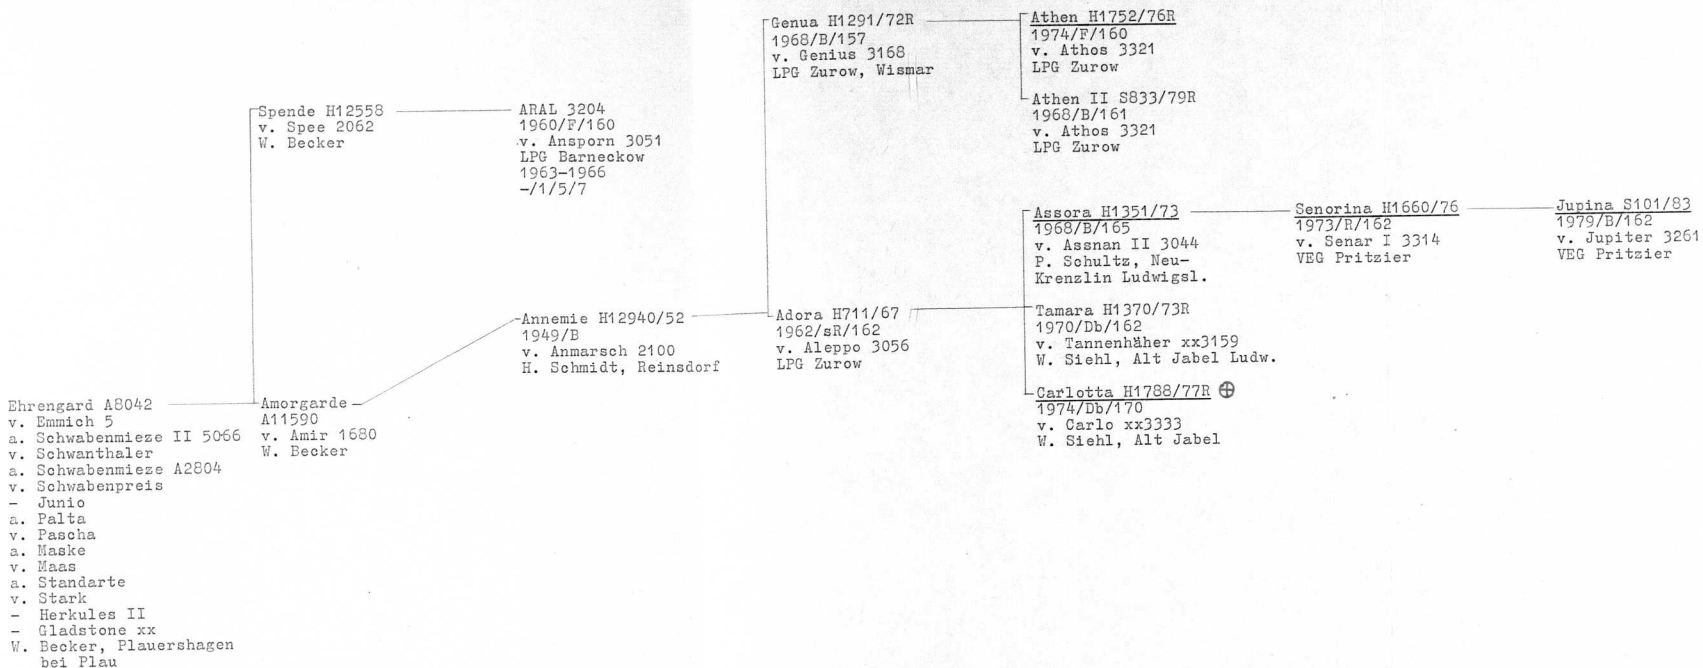 Ehrengard A8042
v. Emmich 5
a. Schwabenmieze II 5066
v. Schwanthaler
a. Schwabenmieze A2804
v. Schwabenpreis
- Junio
a. Palta
v. Pascha
a. Maske
v. Maas
a. Standarte
v. Stark
- Herkules II
- Gladstone xx
W. Becker, Plauershagen
bei Plau
Spende H12558
v. Spee 2062
W. Becker
Amorgarde
A11590
v. Amir 1680
W. Becker
ARAL 3204
1960/F/160
v. Ansporn 3051
LPG Barneckow
1963-1966
-/1/5/7
Annemie H12940/52
1949/B
v. Anmarsch 2100
H. Schmidt, Reinsdorf
Genua H1291/72R
1968/B/157
v. Genius 3168
LPG Zurow, Wismar
Adora H711/67
1962/sR/162
v. Aleppo 3056
LPG Zurow
Athen H1752/76R
1974/F/160
v. Athos 3321
LPG Zurow
Athen II S833/79R
1968/B/161
v. Athos 3321
LPG Zurow
Assora H1351/73
1968/B/165
v. Assnan II 3044
P. Schultz, Neu-
Krenzlin Ludwigsl.
Tamara H1370/73R
1970/Db/162
v. Tannenhäher xx3159
W. Siehl, Alt Jabel Ludw.
Carlotta H1788/77R ⊕
1974/Db/170
v. Carlo xx3333
W. Siehl, Alt Jabel
Senorina H1660/76
1973/R/162
v. Senar I 3314
VEG Pritzier
Jupina S101/83
1979/B/162
v. Jupiter 3261
VEG Pritzier